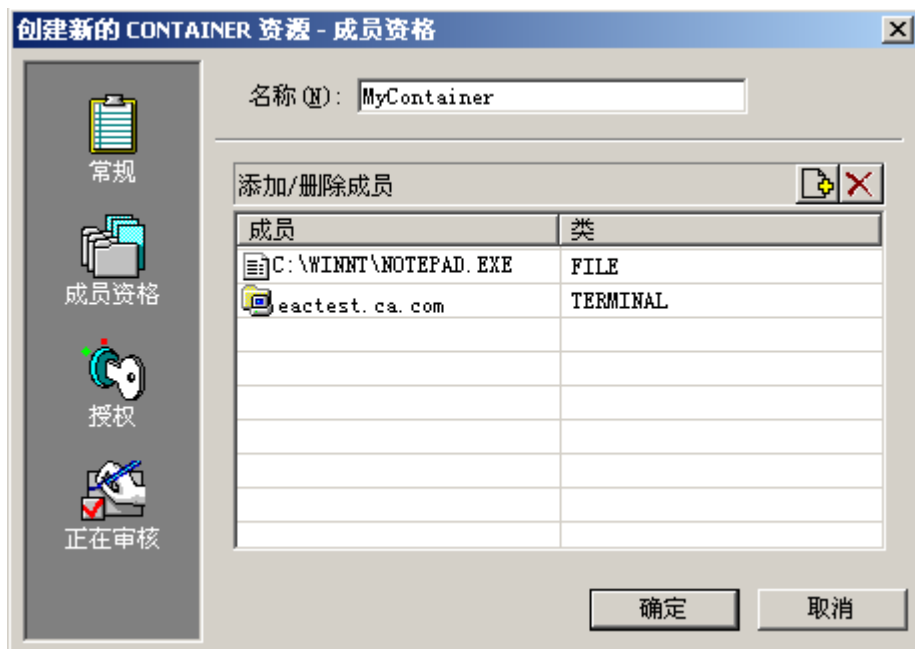 创建新的 CONTAINER 资源 - 成员资格
名称(N): MyContainer
常规
成员资格
授权
正在审核
添加/删除成员
成员 类
C:\WINNT\NOTEPAD.EXE FILE
eactest.ca.com TERMINAL
确定 取消